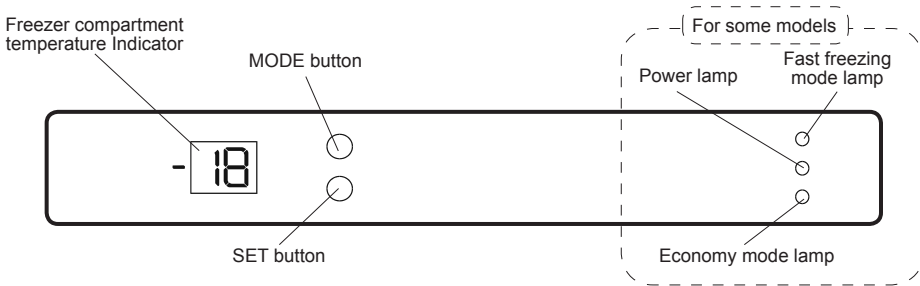 Freezer compartment
temperature Indicator
MODE button
For some models
Power lamp
Fast freezing
mode lamp
-18
SET button
Economy mode lamp